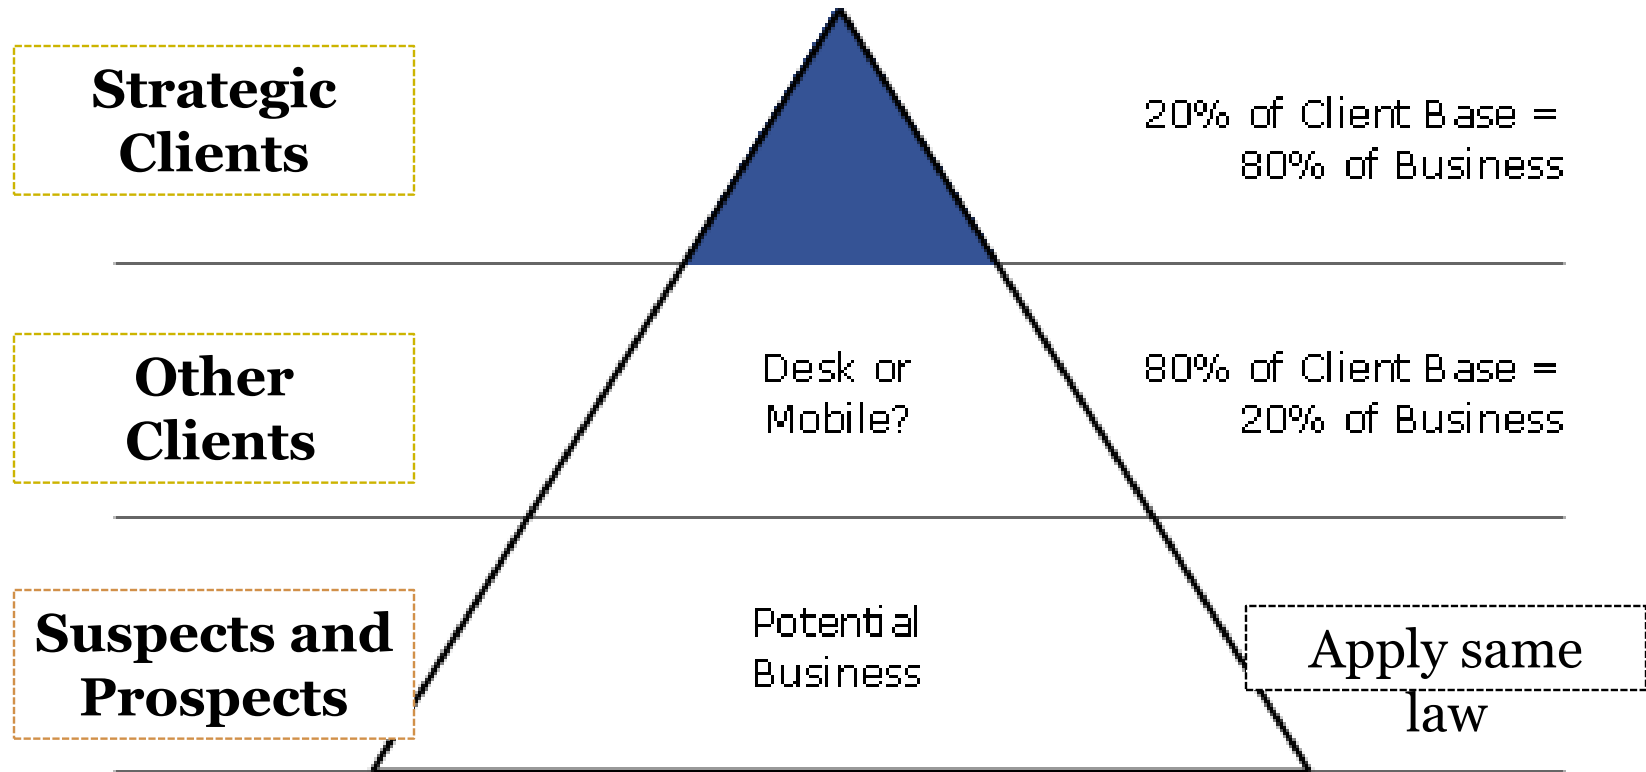 Strategic
Clients
20% of Client Base =
80% of Business
Other
Clients
Desk or
Mobile?
80% of Client Base =
20% of Business
Suspects and
Prospects
Potential
Business
Apply same
law